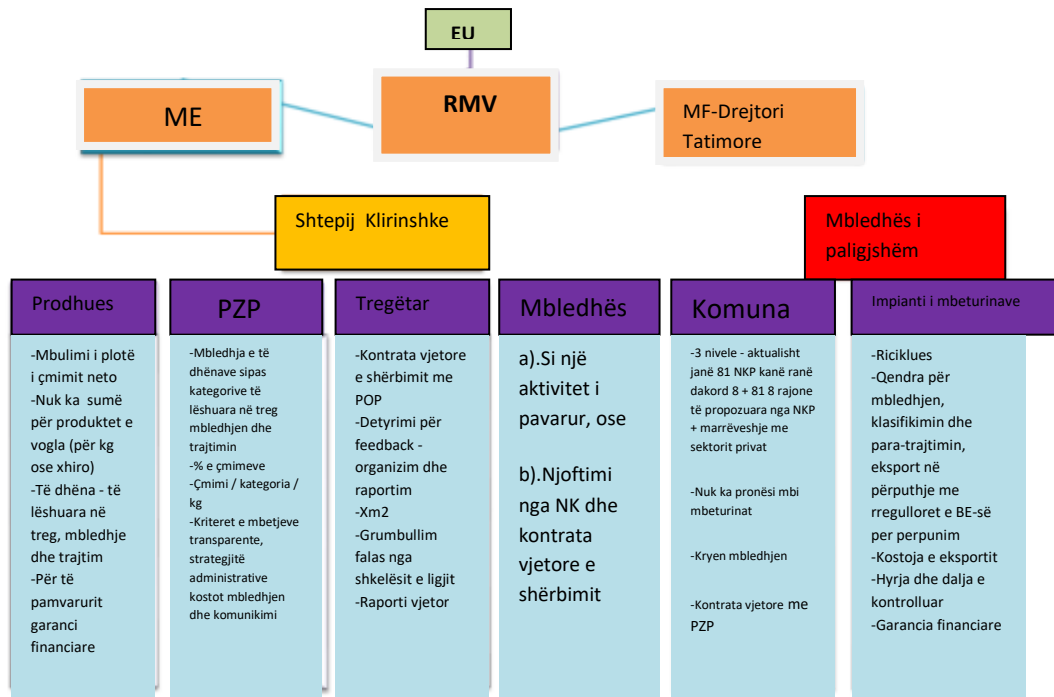 EU
ME
RMV
MF-Drejtori
Tatimore
Shtepij Klirinshke
Mbledhës i
paligjshëm
Prodhues
-Mbulimi i plotë
i çmimit neto
-Nuk ka sumë
për produktet e
vogla (për kg
ose xhiro)
-Të dhëna - të
lëshuara në
treg, mbledhje
dhe trajtim
-Për të
pamvarurit
garanci
financiare
PZP
-Mbledhja e të
dhënave sipas
kategorive të
lëshuara në treg
mbledhjen dhe
trajtimin
-% e çmimeve
-Çmimi / kategoria /
kg
-Kriteret e mbetjeve
transparente,
strategjitë
administrative
kostot mbledhjen
dhe komunikimi
Tregëtar
-Kontrata vjetore
e shërbimit me
POP
-Detyrimi për
feedback -
organizim dhe
raportim
-Xm2
-Grumbullim
falas nga
shkelësit e ligjit
-Raporti vjetor
Mbledhës
a).Si një
aktivitet i
pavarur, ose
b).Njoftimi
nga NK dhe
kontrata
vjetore e
shërbimit
Komuna
-3 nivele - aktualisht
janë 81 NKP kanë ranë
dakord 8 + 81 8 rajone
të propozuara nga NKP
+ marrëveshje me
sektorit privat
-Nuk ka pronësi mbi
mbeturinat
-Kryen mbledhjen
-Kontrata vjetore me
PZP
Impianti i mbeturinave
-Riciklues
-Qendra për
mbledhjen,
klasifikimin dhe
para-trajtimin,
eksport në
përputhje me
rregulloret e BE-së
per perpunim
-Kostoja e eksportit
-Hyrja dhe dalja e
kontrolluar
-Garancia financiare